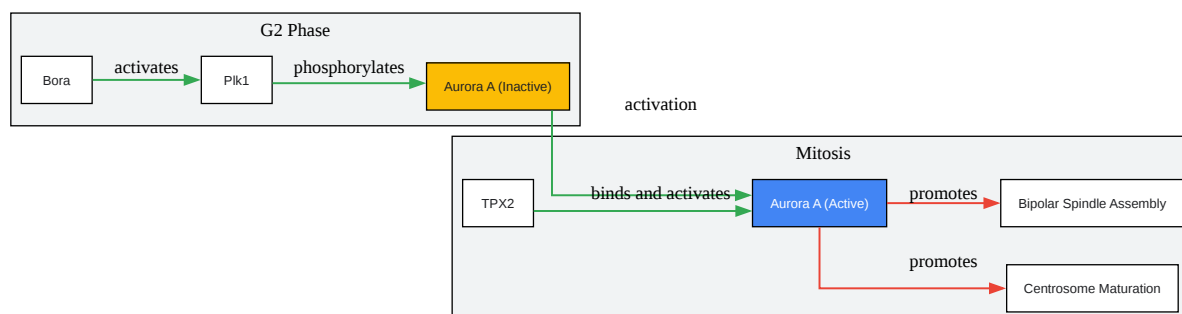 G2 Phase
Bora
activates
Plk1
phosphorylates
Aurora A (Inactive)
activation
Mitosis
TPX2
binds and activates
Aurora A (Active)
promotes
Bipolar Spindle Assembly
promotes
Centrosome Maturation